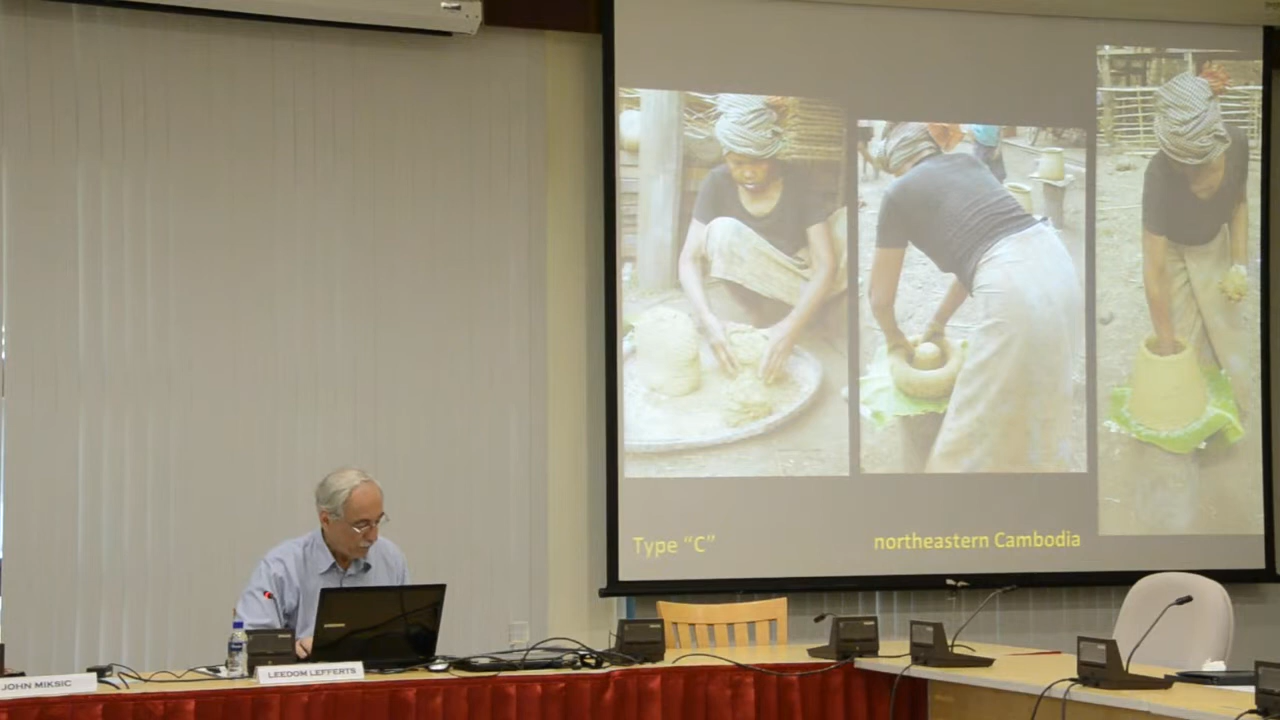 Type “C”
northeastern Cambodia
JOHN MIKSIC
LEEDOM LEFFERTS